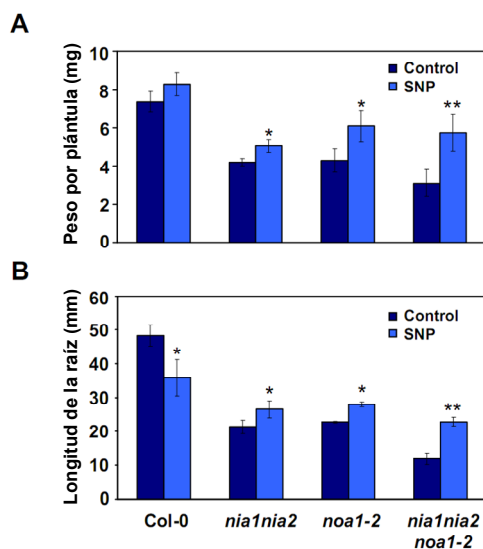 A
Peso por plántula (mg)
10
8
6
4
2
0
Control
SNP
*
*
**
B
Longitud de la raíz (mm)
60
50
40
30
20
10
0
Control
SNP
*
*
*
**
Col-0
nia1nia2
noa1-2
nia1nia2
noa1-2